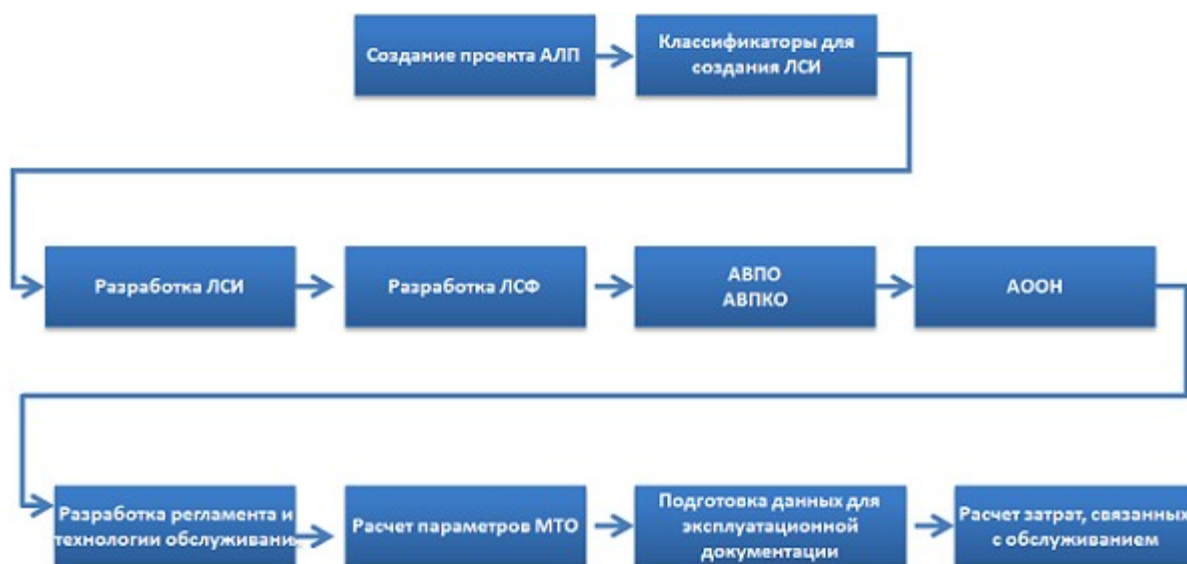 Создание проекта АЛП
Классификаторы для
создания ЛСИ
Разработка ЛСИ
Разработка ЛСФ
АВПО
АВПКО
АООН
Разработка регламента и
технологии обслуживани
Расчет параметров МТО
Подготовка данных для
эксплуатационной
документации
Расчет затрат, связанных
с обслуживанием